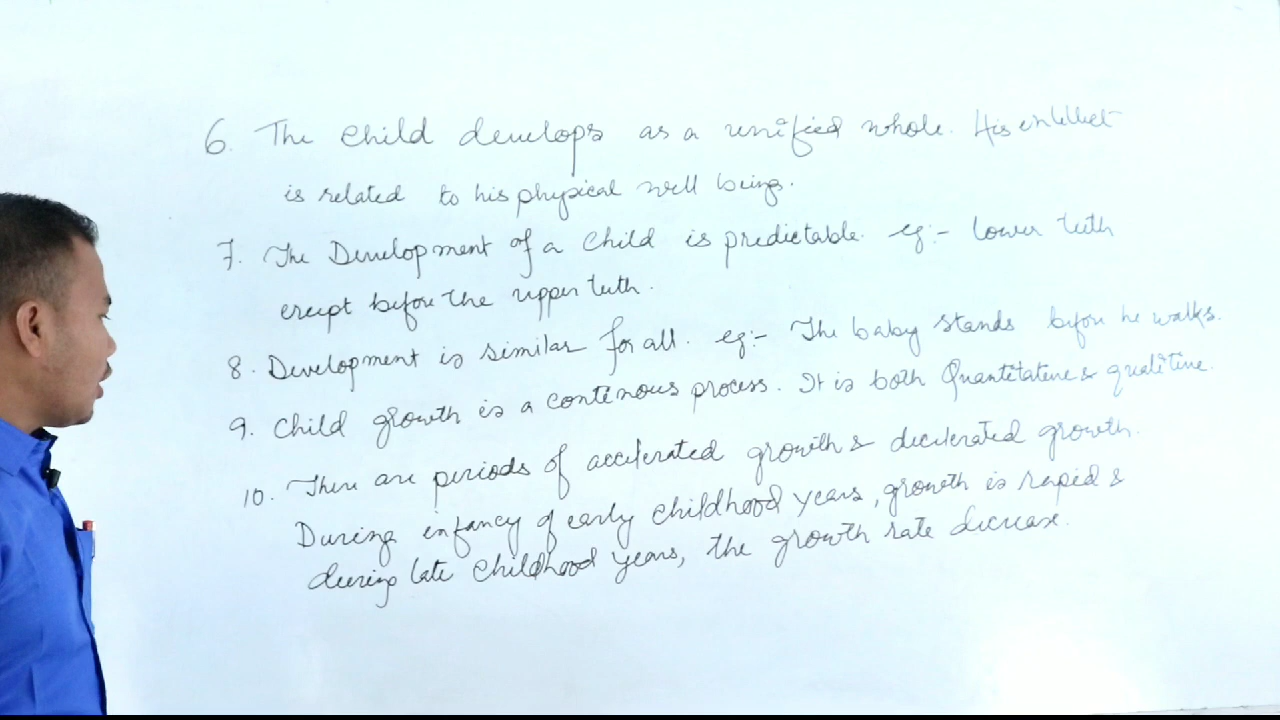 6. The child develops as a unified whole. His intellect
is related to his physical well being.
7. The Development of a child is predictable. eg:- lower teeth
erupt before the upper teeth.
8. Development is similar for all. eg:- The baby stands before he walks.
9. Child growth is a continous process. It is both Quantitative & qualitive.
10. There are periods of accelerated growth & decelerated growth.
During infancy of early childhood years, growth is rapid &
during late childhood years, the growth rate decrease.